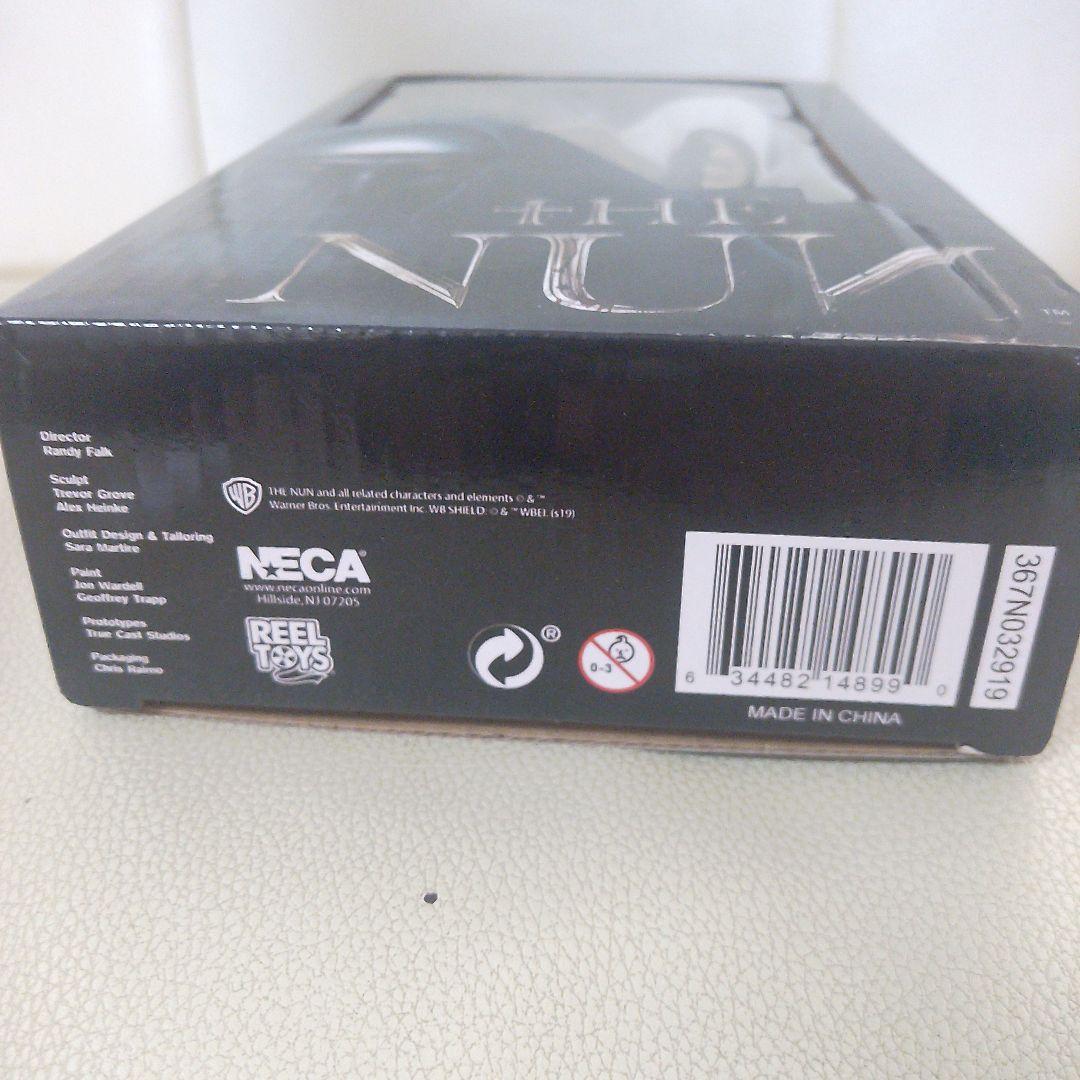 THE
NUN
™
Director
Randy Falk
Sculpt
Trevor Grove
Alex Heinke
Outfit Design & Tailoring
Sara Martire
Paint
Jon Wardell
Geoffrey Trapp
Prototypes
True Cast Studios
Packaging
Chris Raimo
WB
THE NUN and all related characters and elements © & ™
Warner Bros. Entertainment Inc. WB SHIELD: © & ™ WBEI. (s19)
NECA®
www.necaonline.com
Hillside, NJ 07205
REEL
TOYS
®
0-3
6 34482 14899 0
MADE IN CHINA
367N032919